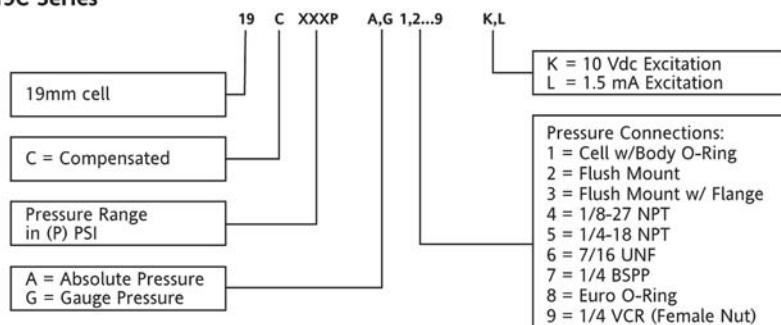 19C Series
19 C XXXP A,G 1,2...9 K,L
19mm cell
C = Compensated
Pressure Range
in (P) PSI
A = Absolute Pressure
G = Gauge Pressure
K = 10 Vdc Excitation
L = 1.5 mA Excitation
Pressure Connections:
1 = Cell w/Body O-Ring
2 = Flush Mount
3 = Flush Mount w/ Flange
4 = 1/8-27 NPT
5 = 1/4-18 NPT
6 = 7/16 UNF
7 = 1/4 BSPP
8 = Euro O-Ring
9 = 1/4 VCR (Female Nut)